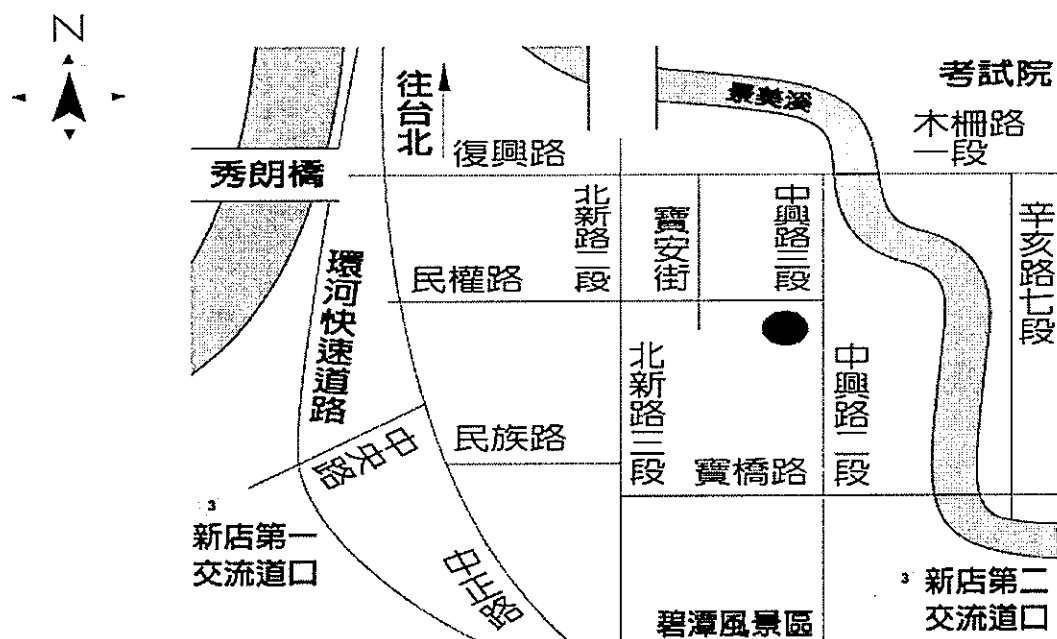 N
往台北
景美溪
考試院
木柵路
一段
復興路
秀朗橋
北新路二段
寶安街
中興路三段
辛亥路七段
環河快速道路
民權路
北新路三段
中興路二段
民族路
中央路
寶橋路
3
新店第一
交流道口
中正路
3 新店第二
交流道口
碧潭風景區